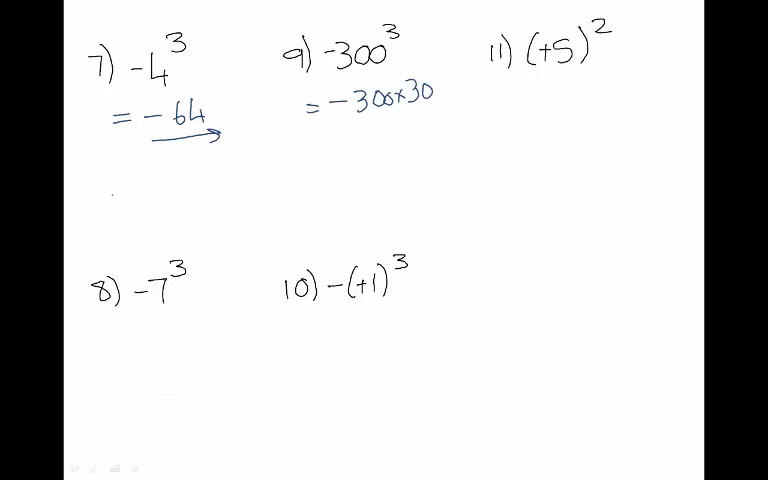 7) -4³ 9) -300³ 11) (+5)²
= -64 = -300×30
8) -7³ 10) -(+1)³